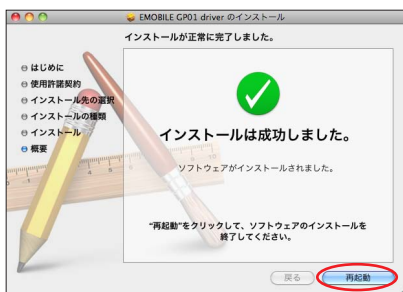 EMOBILE GP01 driver のインストール
インストールが正常に完了しました。
はじめに
使用許諾契約
インストール先の選択
インストールの種類
インストール
概要
インストールは成功しました。
ソフトウェアがインストールされました。
"再起動"をクリックして、ソフトウェアのインストールを
終了してください。
戻る
再起動